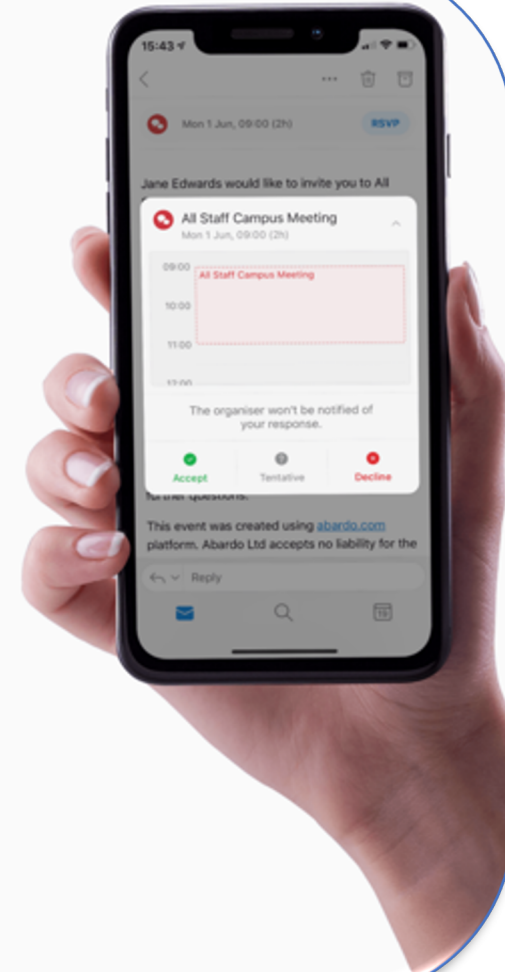 15:43
Mon 1 Jun, 09:00 (2h)
RSVP
Jane Edwards would like to invite you to All
All Staff Campus Meeting
Mon 1 Jun, 09:00 (2h)
09:00
All Staff Campus Meeting
10:00
11:00
12:00
The organiser won't be notified of
your response.
Accept
Tentative
Decline
further questions.
This event was created using abardo.com
platform. Abardo Ltd accepts no liability for the
Reply